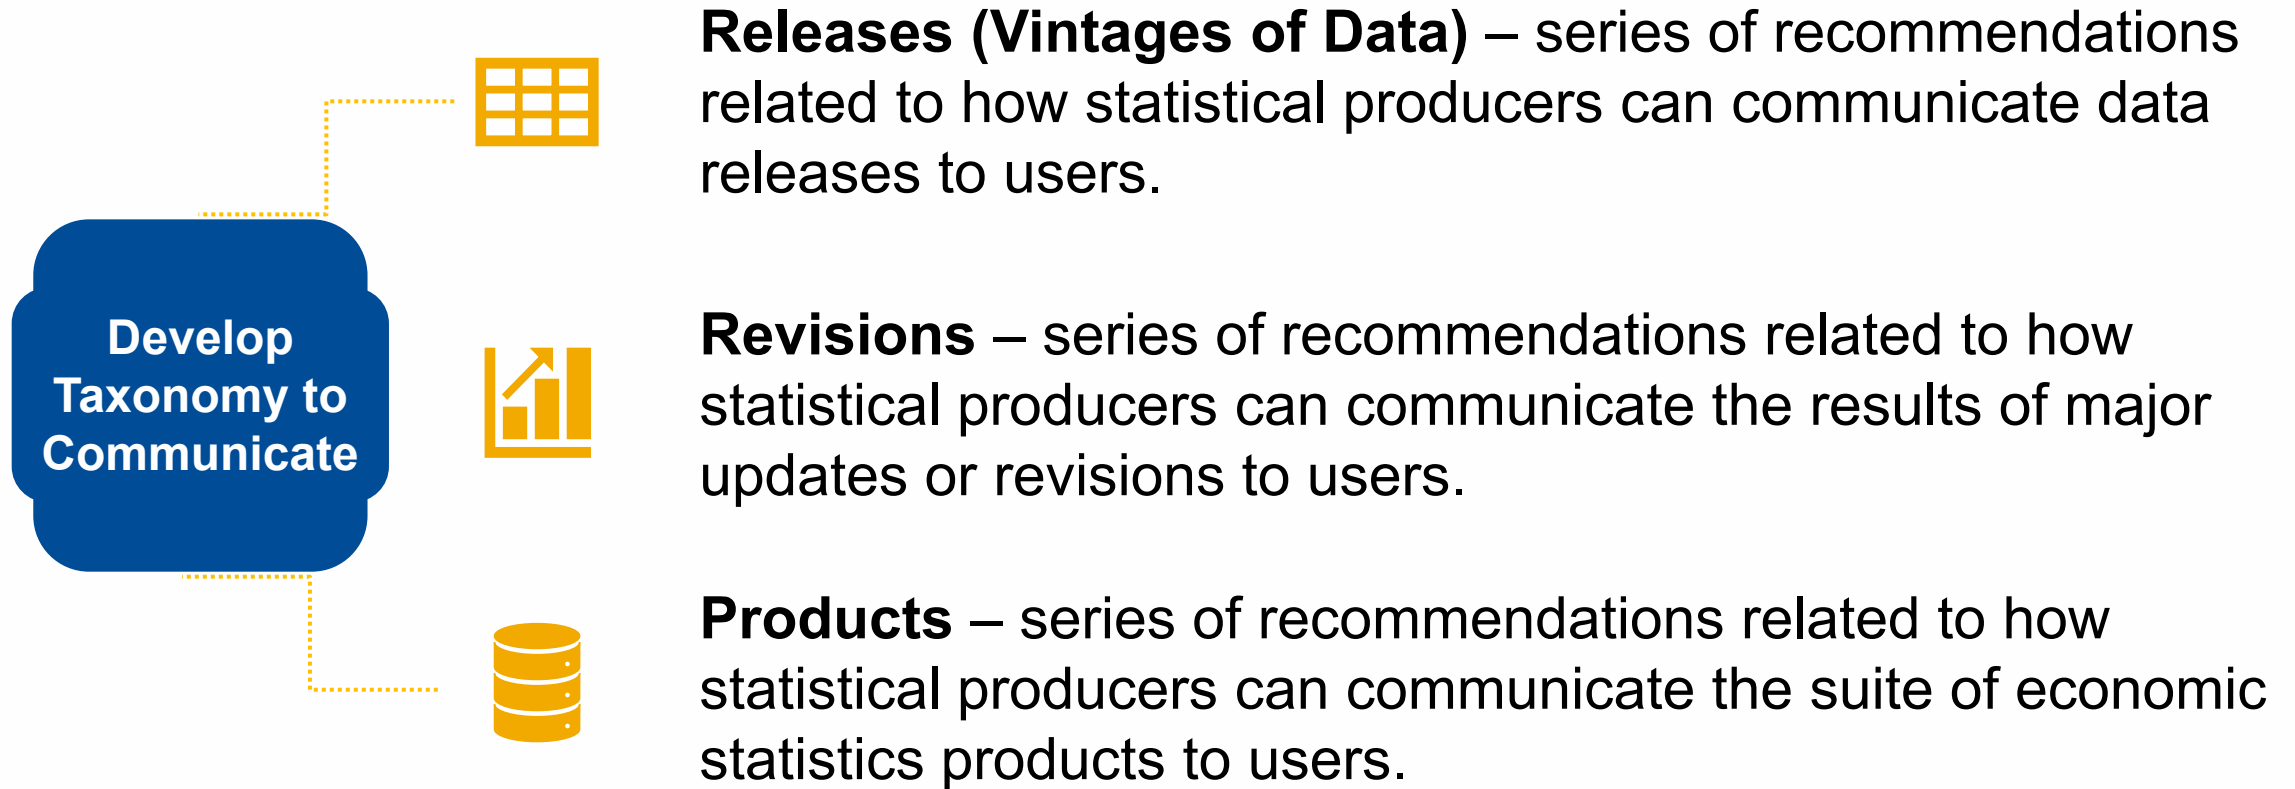 Develop
Taxonomy to
Communicate
Releases (Vintages of Data) – series of recommendations
related to how statistical producers can communicate data
releases to users.
Revisions – series of recommendations related to how
statistical producers can communicate the results of major
updates or revisions to users.
Products – series of recommendations related to how
statistical producers can communicate the suite of economic
statistics products to users.